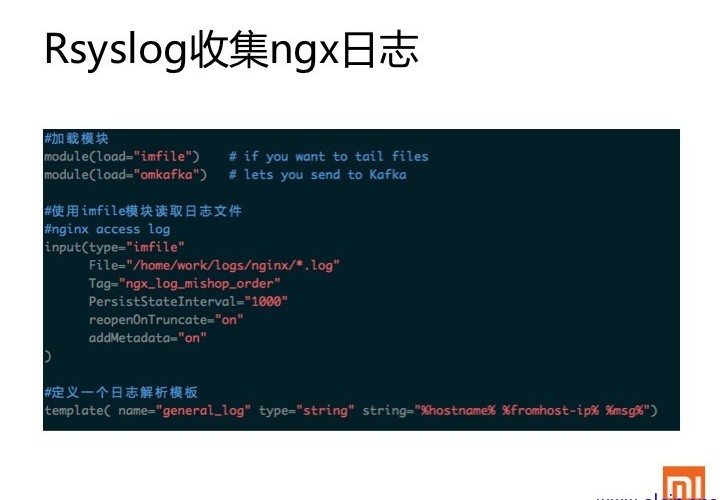 Rsyslog收集ngx日志
#加载模块
module(load="imfile")    # if you want to tail files
module(load="omkafka")   # lets you send to Kafka
#使用imfile模块读取日志文件
#nginx access log
input(type="imfile"
      File="/home/work/logs/nginx/*.log"
      Tag="ngx_log_mishop_order"
      PersistStateInterval="1000"
      reopenOnTruncate="on"
      addMetadata="on"
)
#定义一个日志解析模板
template( name="general_log" type="string" string="%hostname% %fromhost-ip% %msg%")